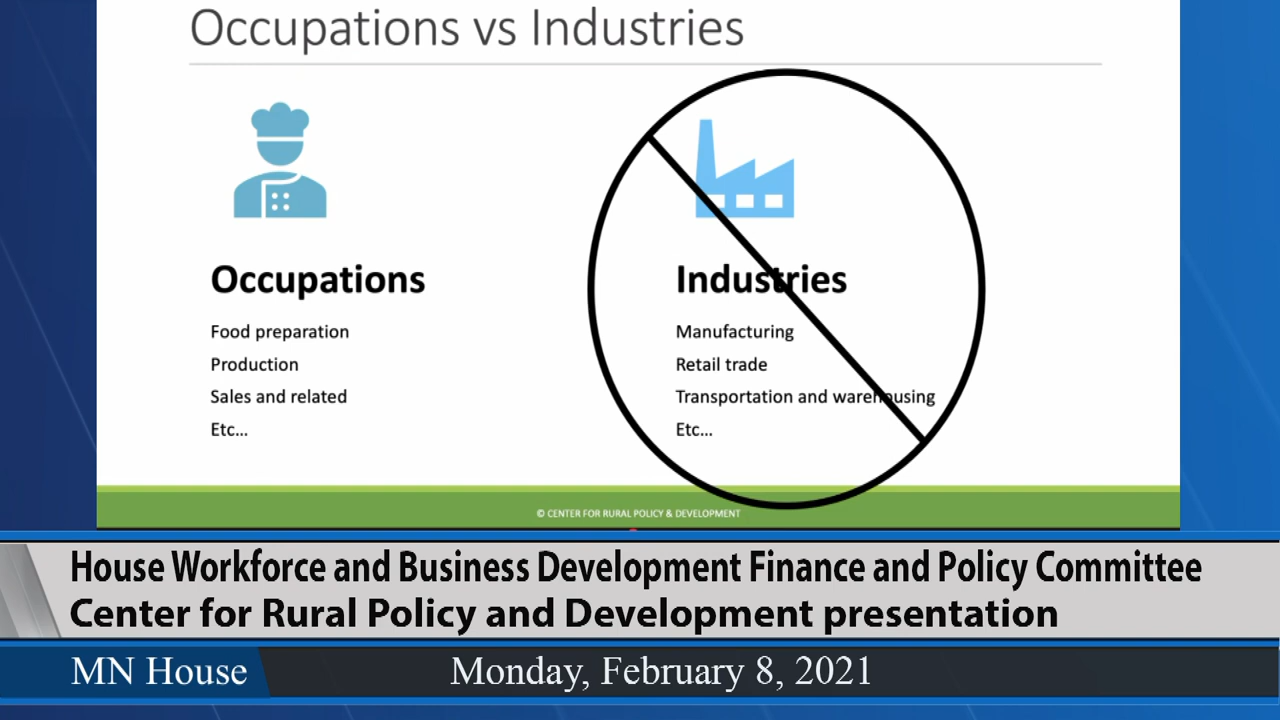 Occupations vs Industries
Occupations
Food preparation
Production
Sales and related
Etc...
Industries
Manufacturing
Retail trade
Transportation and warehousing
Etc...
© CENTER FOR RURAL POLICY & DEVELOPMENT
House Workforce and Business Development Finance and Policy Committee
Center for Rural Policy and Development presentation
MN House
Monday, February 8, 2021